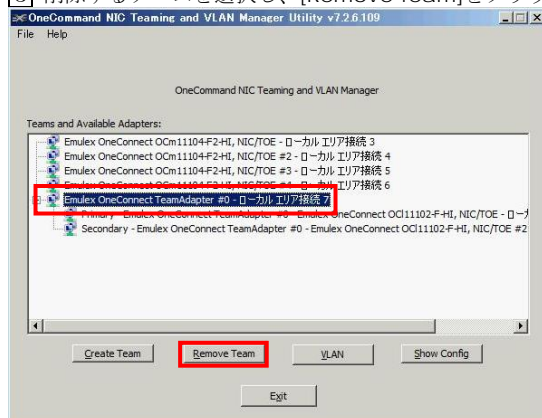 削除するチームを選択し、[Remove Team]をクリ
OneCommand NIC Teaming and VLAN Manager Utility v7.2.6.109
File Help
OneCommand NIC Teaming and VLAN Manager
Teams and Available Adapters:
Emulex OneConnect OCm11104-F2-HI, NIC/TOE - ローカル エリア接続 3
Emulex OneConnect OCm11104-F2-HI, NIC/TOE #2 - ローカル エリア接続 4
Emulex OneConnect OCm11104-F2-HI, NIC/TOE #3 - ローカル エリア接続 5
Emulex OneConnect OCm11104-F2-HI, NIC/TOE #4 - ローカル エリア接続 6
Emulex OneConnect TeamAdapter #0 - ローカル エリア接続 7
Primary - Emulex OneConnect TeamAdapter #0 - Emulex OneConnect OCl11102-F-HI, NIC/TOE - ロー
Secondary - Emulex OneConnect TeamAdapter #0 - Emulex OneConnect OCl11102-F-HI, NIC/TOE #2
Create Team Remove Team VLAN Show Config
Exit